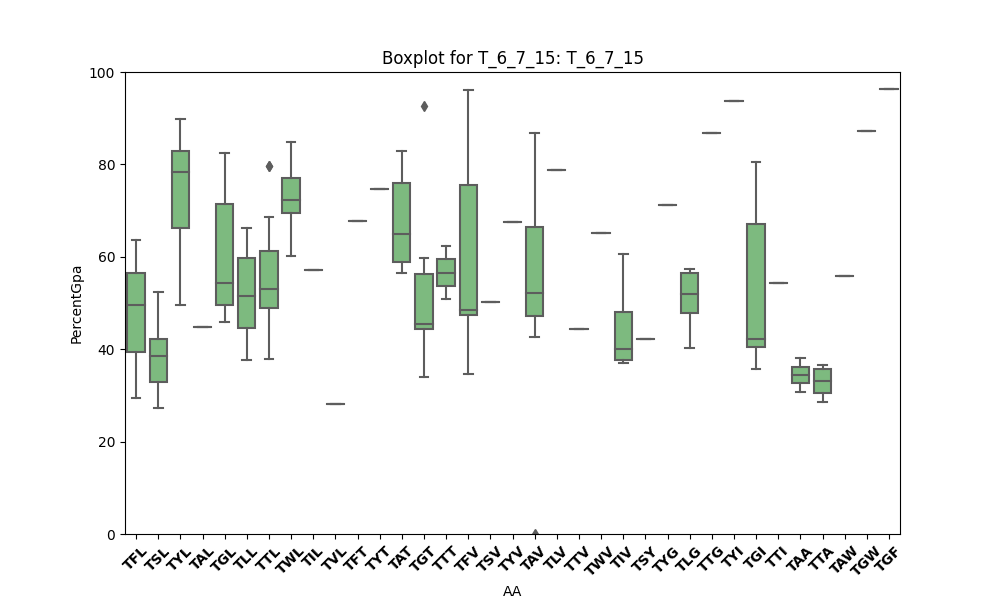 Boxplot for T_6_7_15: T_6_7_15
100
80
60
40
20
0
PercentGpa
TFL TSL TYL TAL TGL TLL TTL TWL TIL TVL TFT TYT TAT TGT TTT TFV TSV TYV TAV TLV TTV TWV TIV TSY TYG TLG TTG TYI TGI TTI TAA TTA TAW TGW TGF
AA